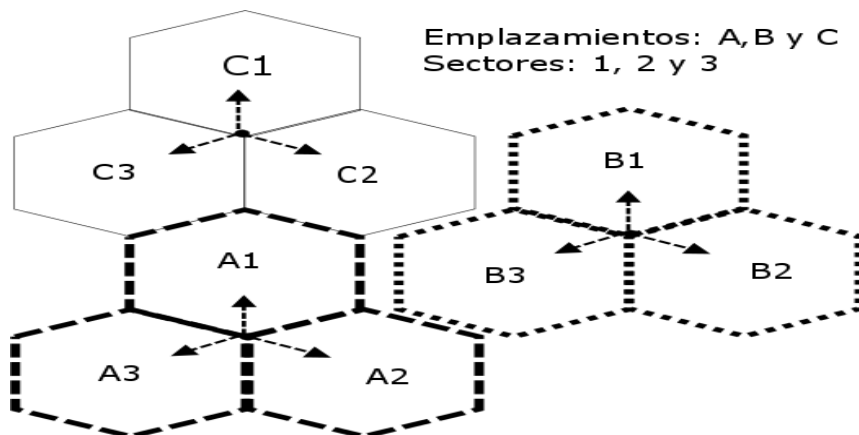 Emplazamientos: A,B y C
Sectores: 1, 2 y 3
C1
C3
C2
B1
B3
B2
A1
A3
A2